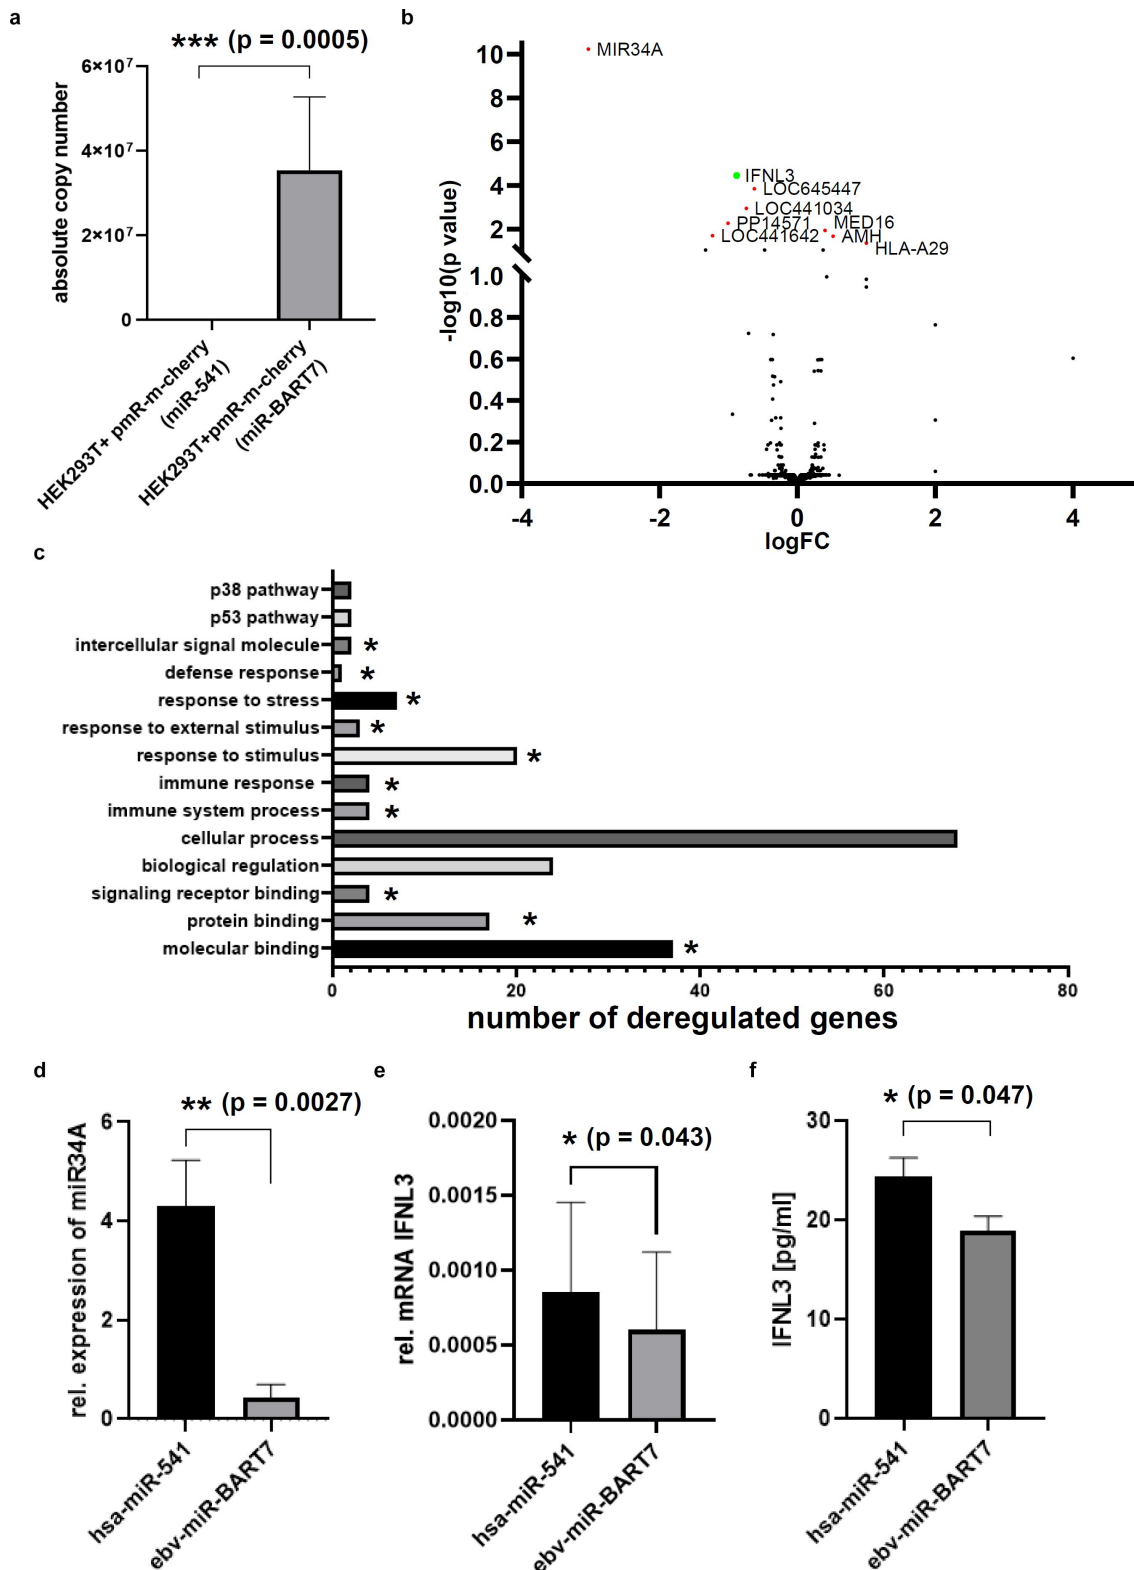 a
*** (p = 0.0005)
6×10⁷
4×10⁷
2×10⁷
0
absolute copy number
HEK293T+ pmR-m-cherry
(miR-541)
HEK293T+pmR-m-cherry
(miR-BART7)
b
10
8
6
4
2
1.0
0.8
0.6
0.4
0.2
0.0
-log10(p value)
MIR34A
IFNL3
LOC645447
LOC441034
PP14571
MED16
LOC441642
AMH
HLA-A29
-4
-2
0
2
4
logFC
c
p38 pathway
p53 pathway
intercellular signal molecule *
defense response *
response to stress *
response to external stimulus *
response to stimulus *
immune response *
immune system process *
cellular process
biological regulation
signaling receptor binding *
protein binding *
molecular binding *
0
20
40
60
80
number of deregulated genes
d
** (p = 0.0027)
6
4
2
0
rel. expression of miR34A
hsa-miR-541
ebv-miR-BART7
e
* (p = 0.043)
0.0020
0.0015
0.0010
0.0005
0.0000
rel. mRNA IFNL3
hsa-miR-541
ebv-miR-BART7
f
* (p = 0.047)
30
20
10
0
IFNL3 [pg/ml]
hsa-miR-541
ebv-miR-BART7